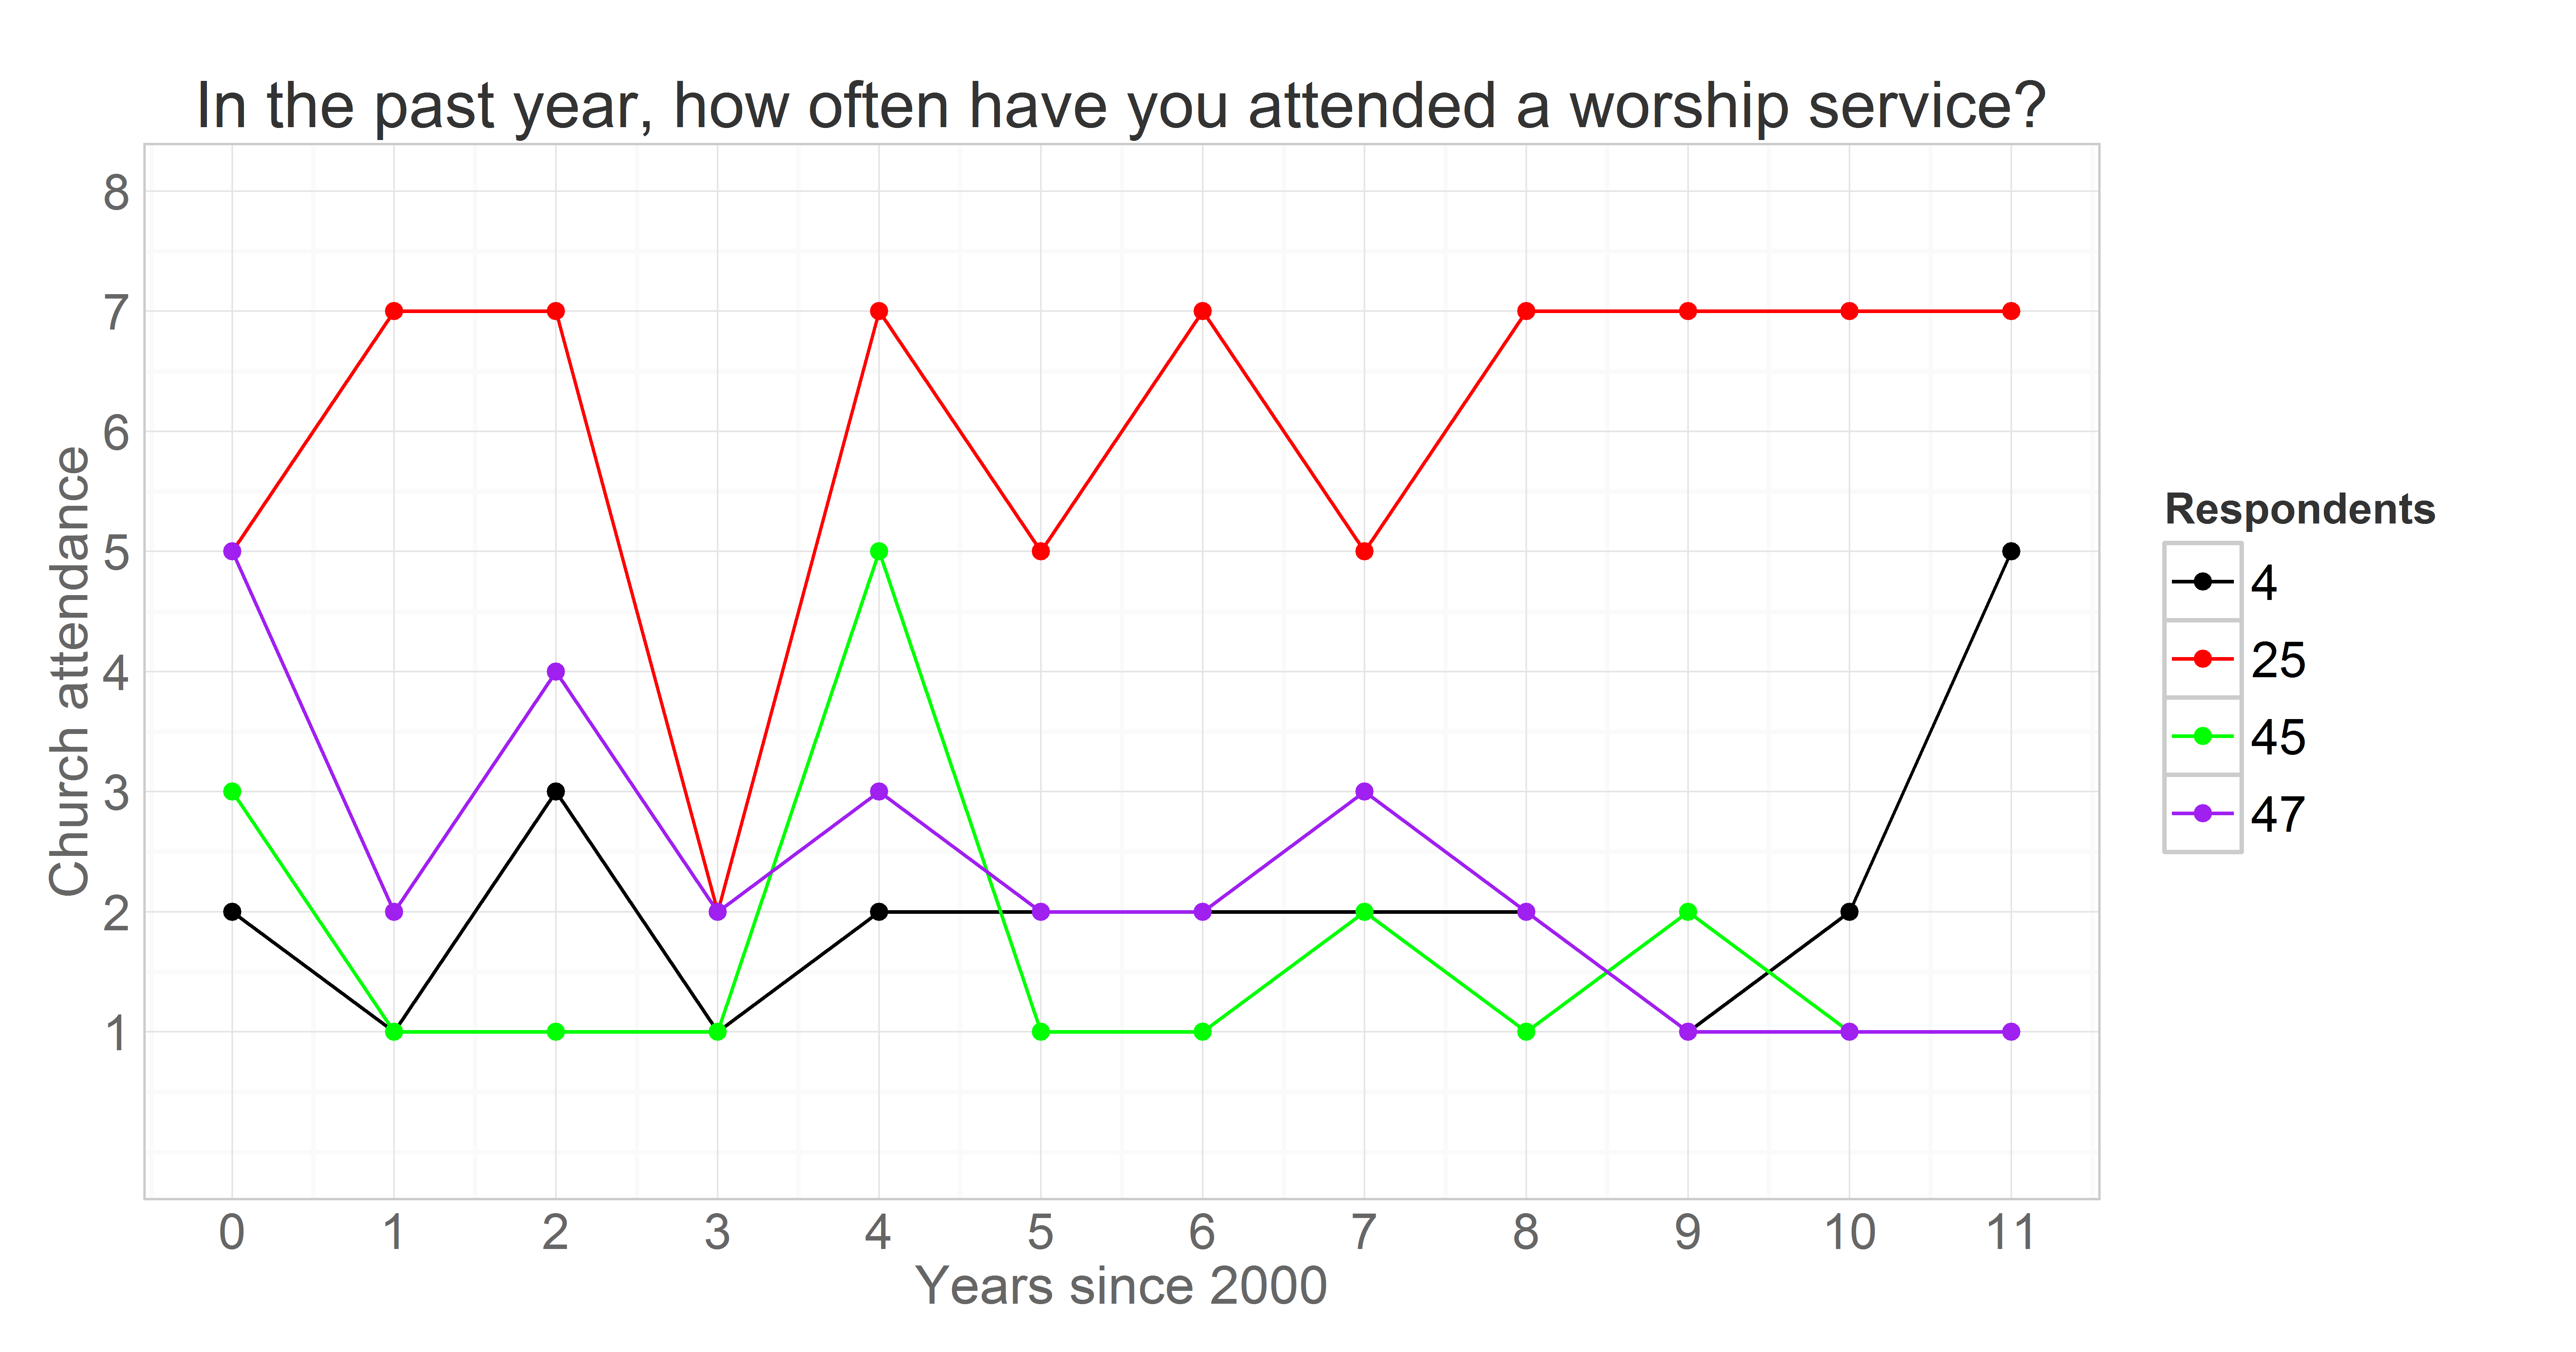 In the past year, how often have you attended a worship service?
Church attendance
8
7
6
5
4
3
2
1
0 1 2 3 4 5 6 7 8 9 10 11
Years since 2000
Respondents
4
25
45
47